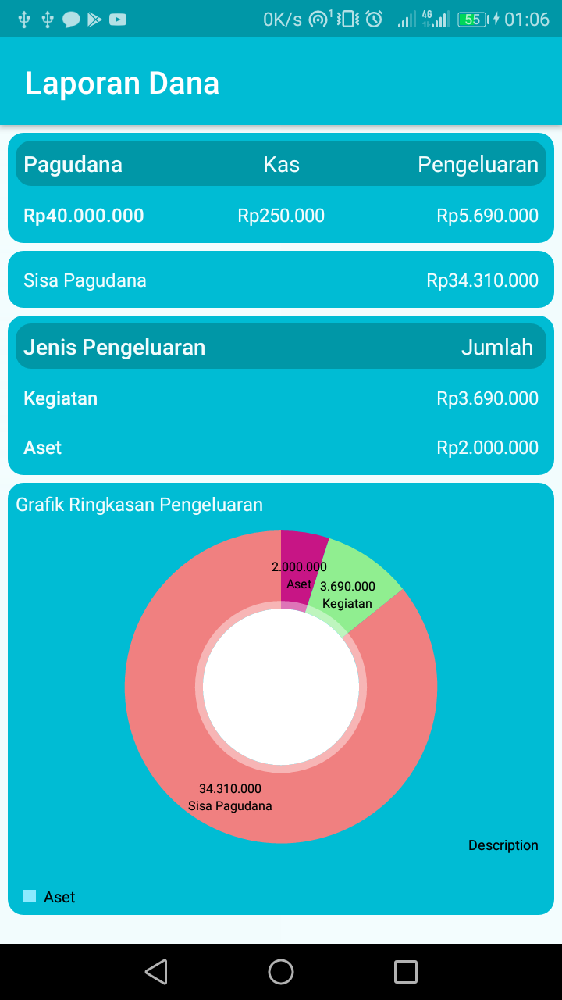 0K/s 1 4G 55 01:06
Laporan Dana
Pagudana Kas Pengeluaran
Rp40.000.000 Rp250.000 Rp5.690.000
Sisa Pagudana Rp34.310.000
Jenis Pengeluaran Jumlah
Kegiatan Rp3.690.000
Aset Rp2.000.000
Grafik Ringkasan Pengeluaran
2.000.000
Aset
3.690.000
Kegiatan
34.310.000
Sisa Pagudana
Description
Aset